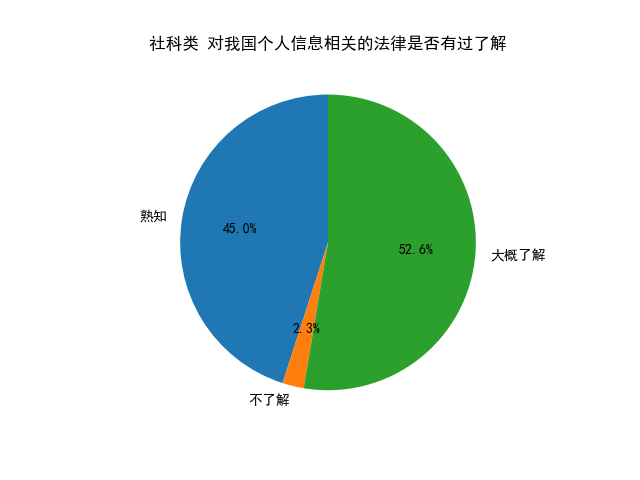 社科类 对我国个人信息相关的法律是否有过了解
熟知
45.0%
52.6%
大概了解
2.3%
不了解